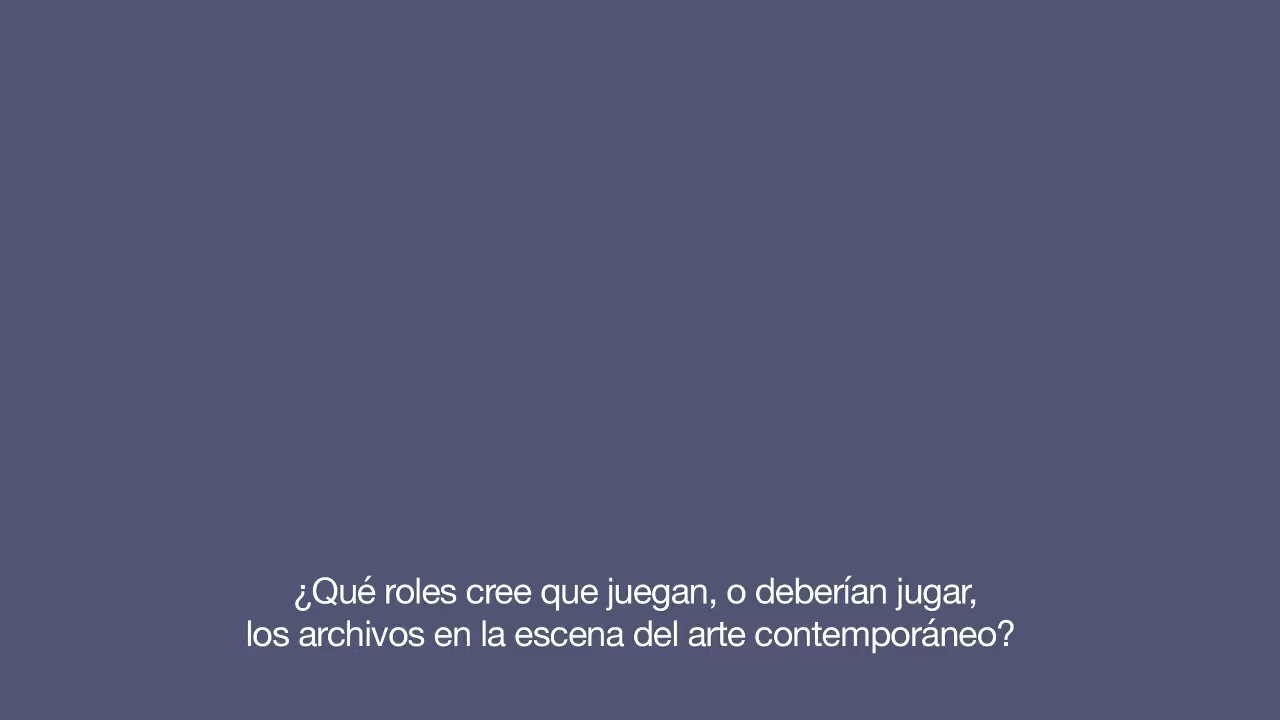 ¿Qué roles cree que juegan, o deberían jugar,
los archivos en la escena del arte contemporáneo?